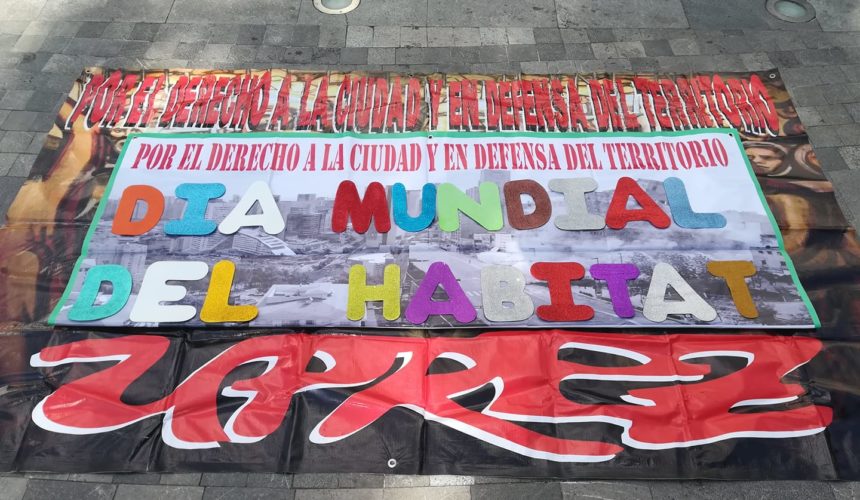 POR EL DERECHO A LA CIUDAD Y EN DEFENSA DEL TERRITORIO
POR EL DERECHO A LA CIUDAD Y EN DEFENSA DEL TERRITORIO
DIA MUNDIAL
DEL HABITAT
UPREZ